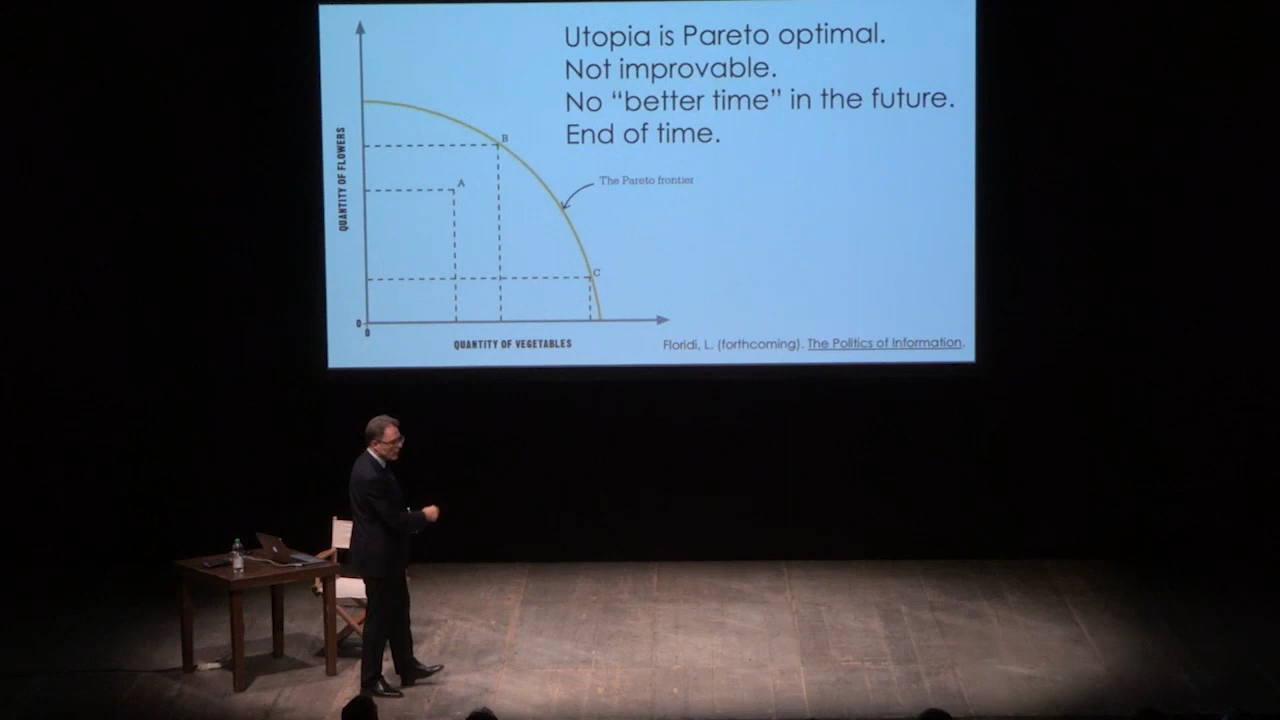 Utopia is Pareto optimal.
Not improvable.
No “better time” in the future.
End of time.
QUANTITY OF FLOWERS
B
A
The Pareto frontier
C
0
0
QUANTITY OF VEGETABLES
Floridi, L. (forthcoming). The Politics of Information.